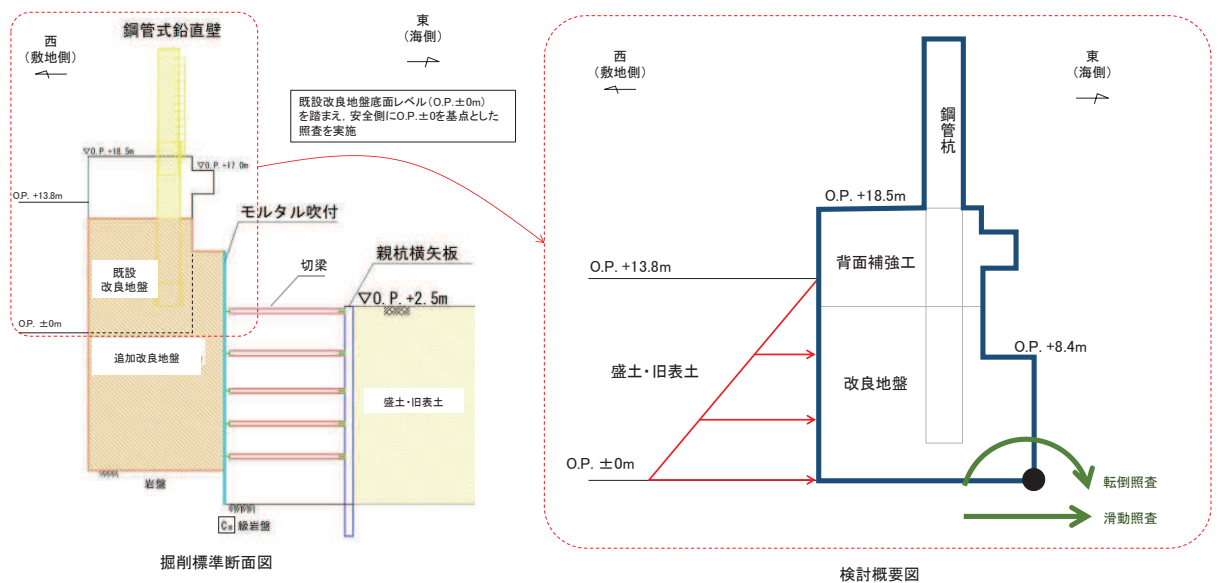 鋼管式鉛直壁
西
(敷地側)
東
(海側)
既設改良地盤底面レベル(O.P.±0m)
を踏まえ,安全側にO.P.±0を基点とした
照査を実施
▽O.P.+18.5m
▽O.P.+17.0m
O.P. +13.8m
モルタル吹付
親杭横矢板
切梁
▽O.P.+2.5m
既設
改良地盤
O.P. ±0m
追加改良地盤
盛土・旧表土
岩盤
CH 級岩盤
掘削標準断面図
西
(敷地側)
東
(海側)
鋼管杭
O.P. +18.5m
背面補強工
O.P. +13.8m
O.P. +8.4m
盛土・旧表土
改良地盤
O.P. ±0m
転倒照査
滑動照査
検討概要図